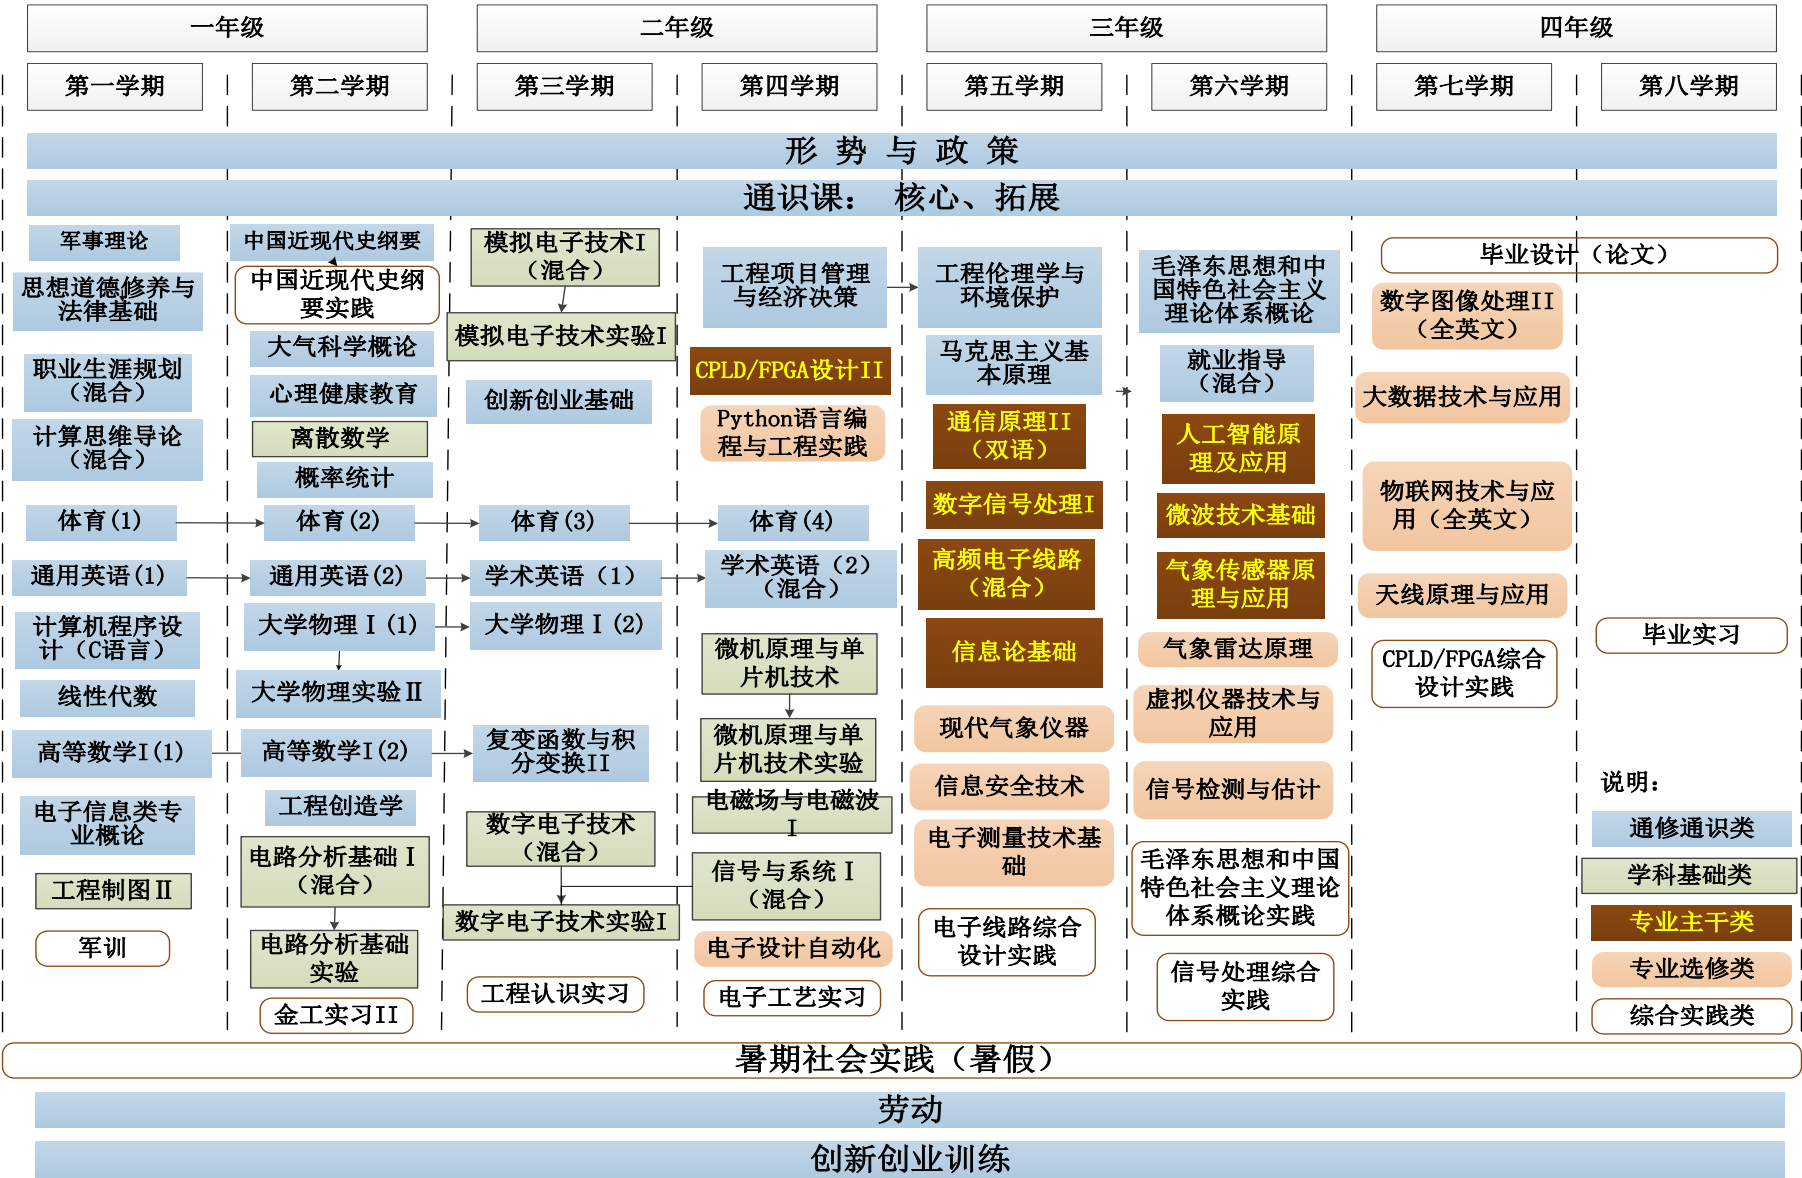 一年级
二年级
三年级
四年级
第一学期
第二学期
第三学期
第四学期
第五学期
第六学期
第七学期
第八学期
形 势 与 政 策
通识课： 核心、拓展
军事理论
思想道德修养与
法律基础
职业生涯规划
（混合）
计算思维导论
（混合）
体育(1)
通用英语(1)
计算机程序设
计（C语言）
线性代数
高等数学I(1)
电子信息类专
业概论
工程制图Ⅱ
军训
中国近现代史纲要
中国近现代史纲
要实践
大气科学概论
心理健康教育
离散数学
概率统计
体育(2)
通用英语(2)
大学物理Ⅰ(1)
大学物理实验Ⅱ
高等数学I(2)
工程创造学
电路分析基础Ⅰ
（混合）
电路分析基础
实验
金工实习II
模拟电子技术I
（混合）
模拟电子技术实验I
创新创业基础
体育(3)
学术英语（1）
大学物理Ⅰ(2)
复变函数与积
分变换II
数字电子技术
（混合）
数字电子技术实验I
工程认识实习
工程项目管理
与经济决策
CPLD/FPGA设计II
Python语言编
程与工程实践
体育(4)
学术英语（2）
（混合）
微机原理与单
片机技术
微机原理与单
片机技术实验
电磁场与电磁波
I
信号与系统Ⅰ
（混合）
电子设计自动化
电子工艺实习
工程伦理学与
环境保护
马克思主义基
本原理
通信原理II
（双语）
数字信号处理I
高频电子线路
（混合）
信息论基础
现代气象仪器
信息安全技术
电子测量技术基
础
电子线路综合
设计实践
毛泽东思想和中
国特色社会主义
理论体系概论
就业指导
（混合）
人工智能原
理及应用
微波技术基础
气象传感器原
理与应用
气象雷达原理
虚拟仪器技术与
应用
信号检测与估计
毛泽东思想和中国
特色社会主义理论
体系概论实践
信号处理综合
实践
毕业设计（论文）
数字图像处理II
（全英文）
大数据技术与应用
物联网技术与应
用（全英文）
天线原理与应用
CPLD/FPGA综合
设计实践
毕业实习
说明：
通修通识类
学科基础类
专业主干类
专业选修类
综合实践类
暑期社会实践（暑假）
劳动
创新创业训练